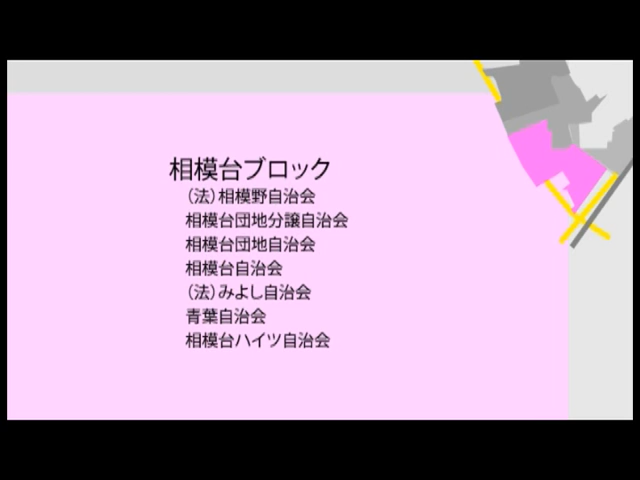 相模台ブロック
（法）相模野自治会
相模台団地分譲自治会
相模台団地自治会
相模台自治会
（法）みよし自治会
青葉自治会
相模台ハイツ自治会